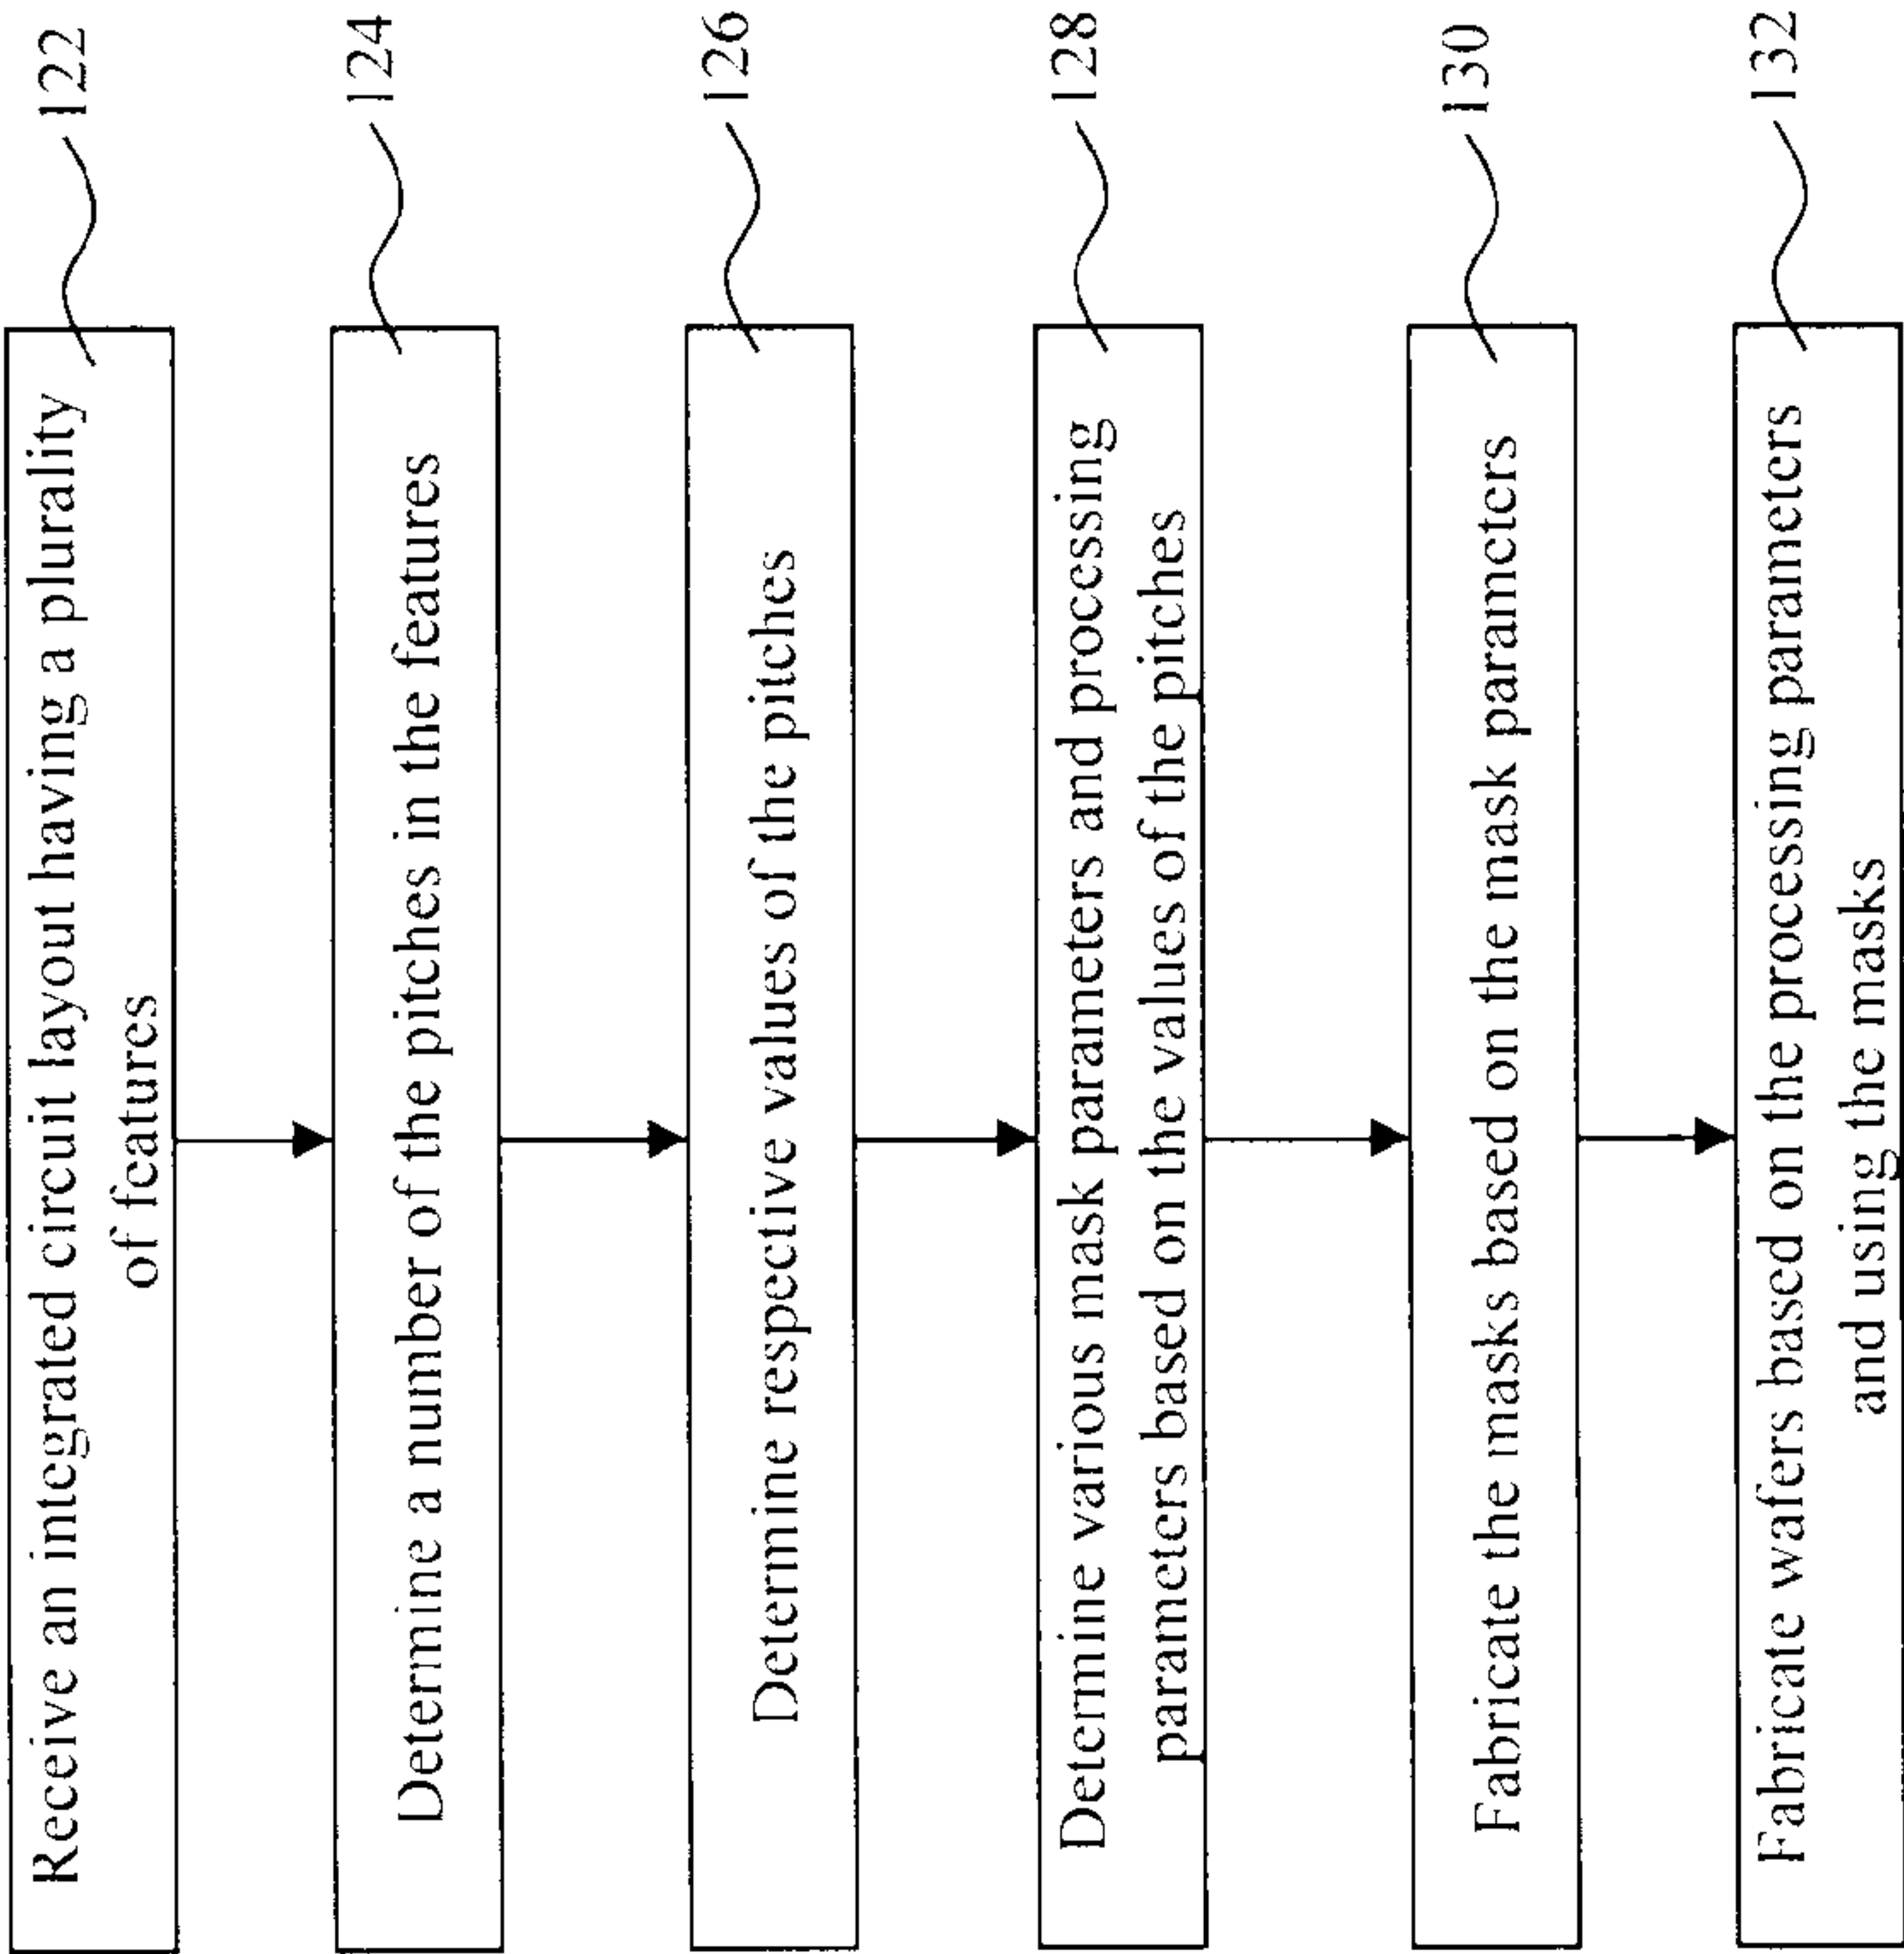 Receive an integrated circuit layout having a plurality
of features
122
Determine a number of the pitches in the features
124
Determine respective values of the pitches
126
Determine various mask parameters and processing
parameters based on the values of the pitches
128
Fabricate the masks based on the mask parameters
130
Fabricate wafers based on the processing parameters
and using the masks
132